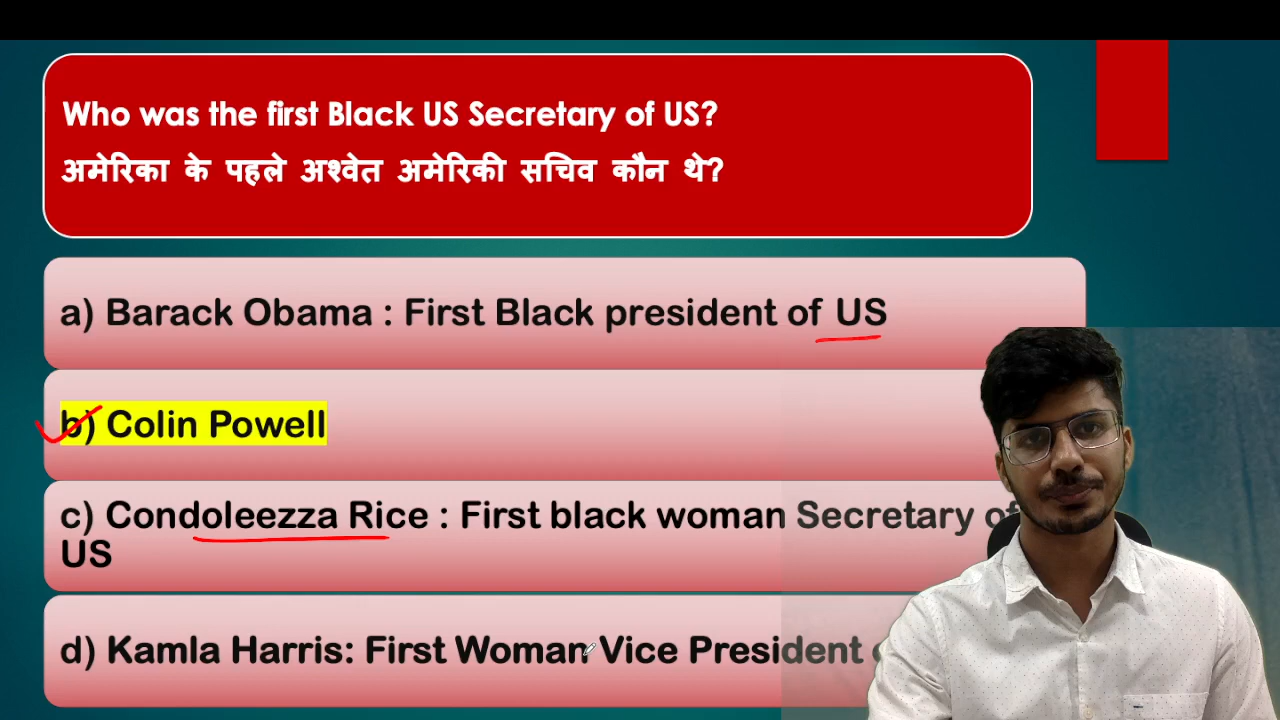 Who was the first Black US Secretary of US?
अमेरिका के पहले अश्वेत अमेरिकी सचिव कौन थे?
a) Barack Obama : First Black president of US
b) Colin Powell
c) Condoleezza Rice : First black woman Secretary of
US
d) Kamla Harris: First Woman Vice President